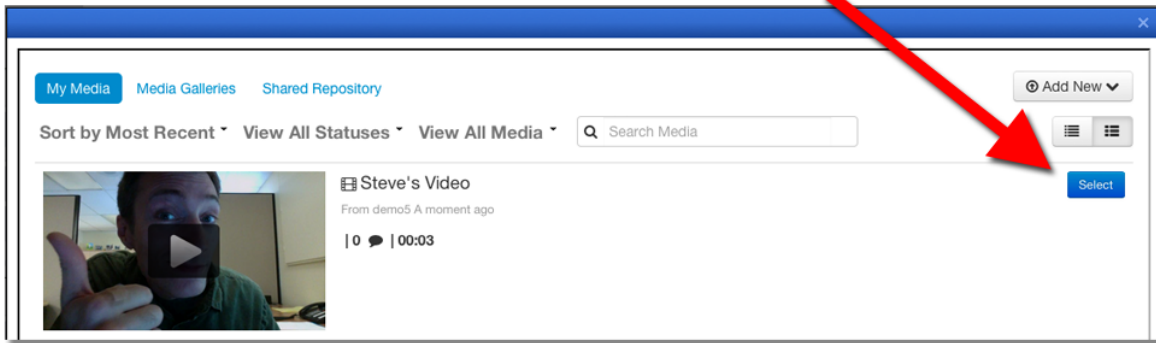 My Media Media Galleries Shared Repository Add New
Sort by Most Recent View All Statuses View All Media Search Media
Steve's Video Select
From demo5 A moment ago
| 0 | 00:03